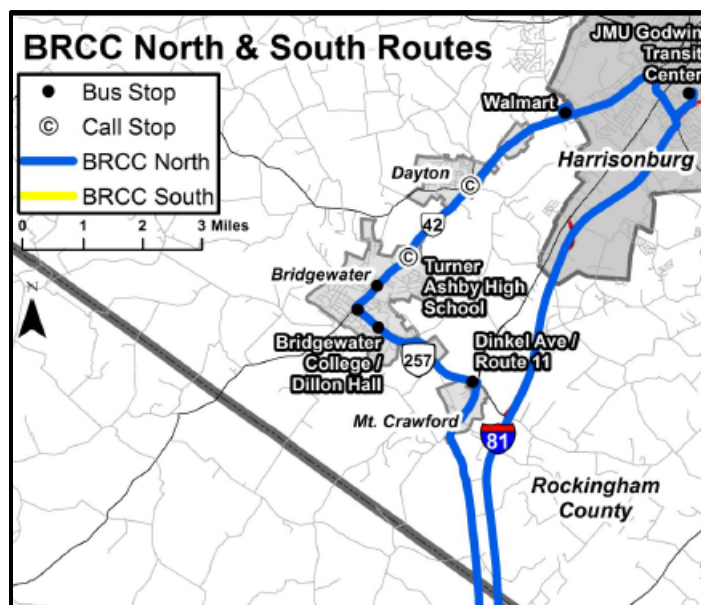 BRCC North & South Routes
Bus Stop
© Call Stop
BRCC North
BRCC South
0 1 2 3 Miles
N
JMU Godwin
Transit
Center
Walmart
Harrisonburg
Dayton
©
42
©
Bridgewater
Turner
Ashby High
School
Bridgewater
College /
Dillon Hall
257
Dinkel Ave /
Route 11
Mt. Crawford
81
Rockingham
County